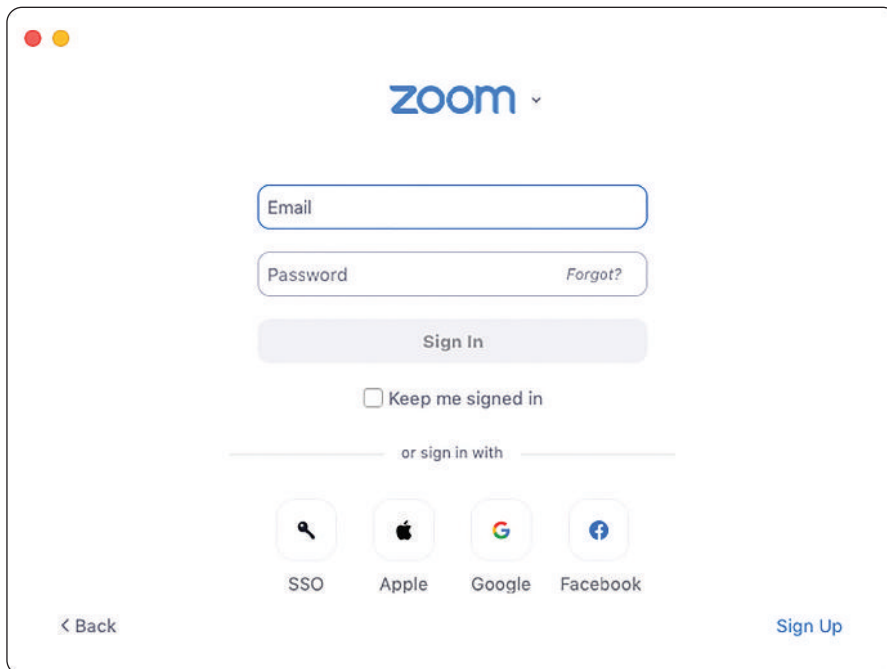 zoom
Email
Password Forgot?
Sign In
Keep me signed in
or sign in with
SSO Apple Google Facebook
< Back Sign Up